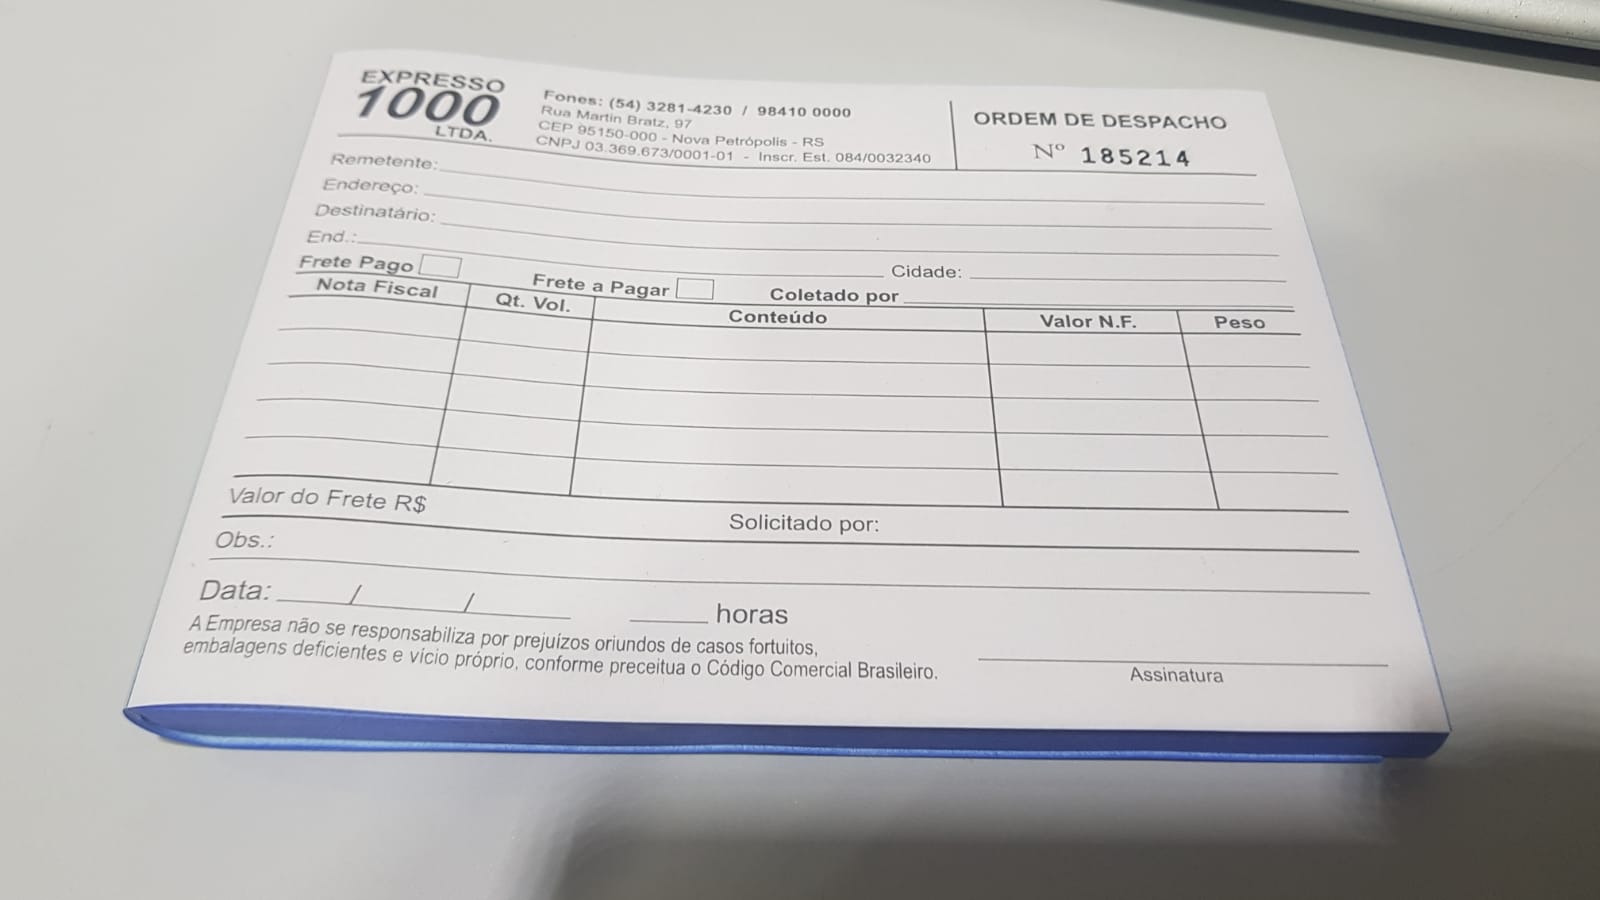 EXPRESSO
1000
LTDA.
Fones: (54) 3281-4230 / 98410 0000
Rua Martin Bratz, 97
CEP 95150-000 - Nova Petrópolis - RS
CNPJ 03.369.673/0001-01 - Inscr. Est. 084/0032340
ORDEM DE DESPACHO
Nº 185214
Remetente:
Endereço:
Destinatário:
End.: Cidade:
Frete Pago Frete a Pagar Coletado por
Nota Fiscal Qt. Vol. Conteúdo Valor N.F. Peso
Valor do Frete R$ Solicitado por:
Obs.:
Data: ____/____/____ ____ horas
A Empresa não se responsabiliza por prejuízos oriundos de casos fortuitos,
embalagens deficientes e vício próprio, conforme preceitua o Código Comercial Brasileiro.
Assinatura